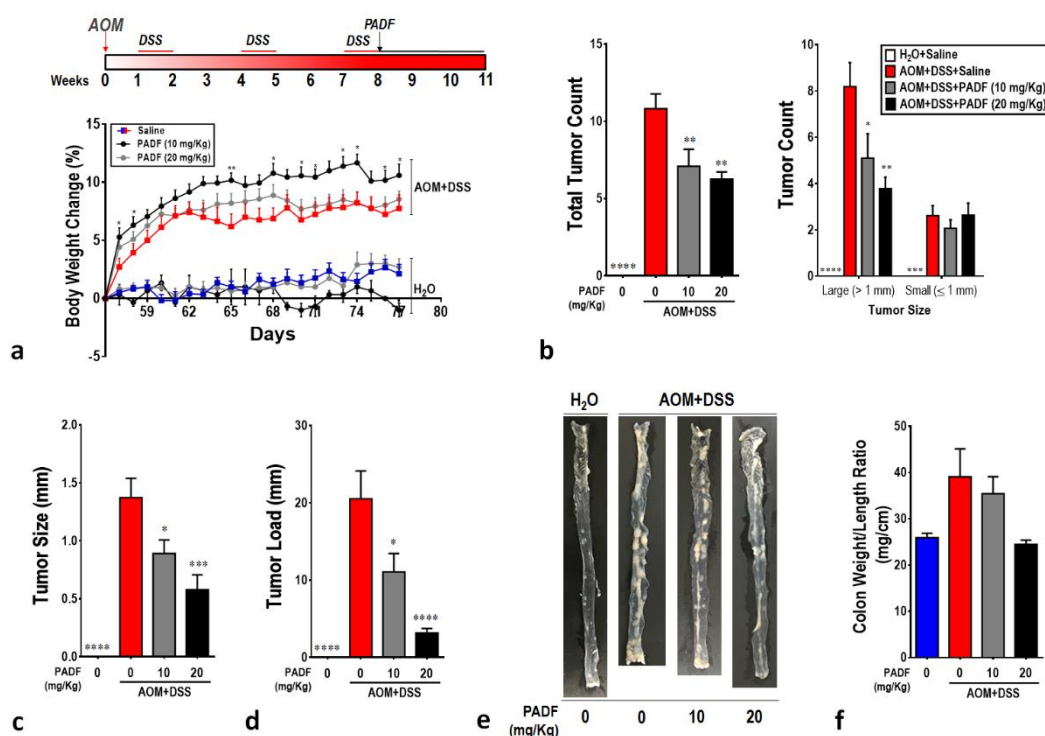 AOM
DSS
DSS
DSS
PADF
Weeks
0 1 2 3 4 5 6 7 8 9 10 11
Body Weight Change (%)
15
10
5
0
-5
Saline
PADF (10 mg/Kg)
PADF (20 mg/Kg)
* * ** * * * * * *
AOM+DSS
H2O
59 62 65 68 71 74 77 80
Days
a
Total Tumor Count
15
10
5
0
**** ** **
PADF
(mg/Kg)
0 0 10 20
AOM+DSS
Tumor Count
10
8
6
4
2
0
H2O+Saline
AOM+DSS+Saline
AOM+DSS+PADF (10 mg/Kg)
AOM+DSS+PADF (20 mg/Kg)
*
**
**** ***
Large (> 1 mm) Small (≤ 1 mm)
Tumor Size
b
Tumor Size (mm)
2.0
1.5
1.0
0.5
0.0
*
***
****
PADF
(mg/Kg)
0 0 10 20
AOM+DSS
c
Tumor Load (mm)
30
20
10
0
*
****
****
PADF
(mg/Kg)
0 0 10 20
AOM+DSS
d
H2O AOM+DSS
PADF
(mg/Kg)
0 0 10 20
e
Colon Weight/Length Ratio
(mg/cm)
50
40
30
20
10
0
PADF
(mg/Kg)
0 0 10 20
AOM+DSS
f